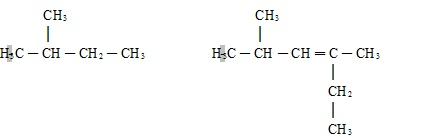 CH₃ CH₃
H₃C — CH — CH₂ — CH₃ H₃C — CH — CH = C — CH₃
CH₂
CH₃